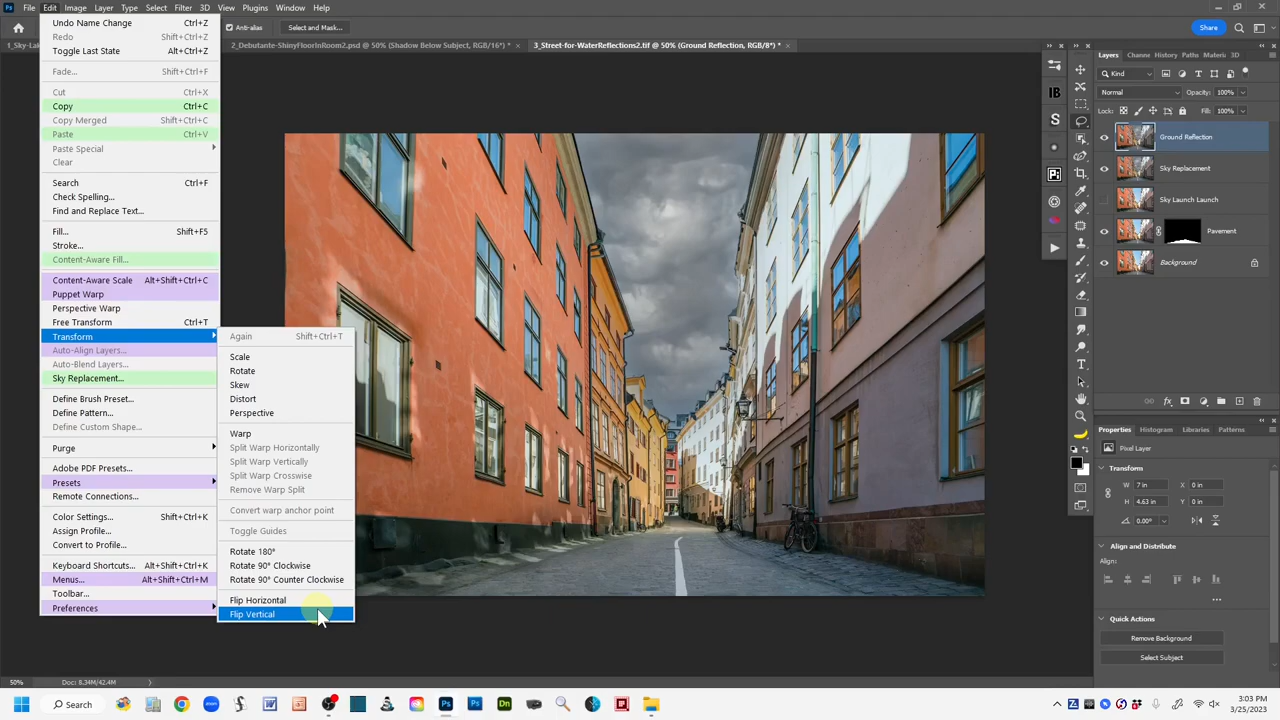 Ps File Edit Image Layer Type Select Filter 3D View Plugins Window Help
Anti-alias Select and Mask... Share
2_Debutante-ShinyFloorInRoom2.psd @ 50% (Shadow Below Subject, RGB/16*) * ×
3_Street-for-WaterReflections2.tif @ 50% (Ground Reflection, RGB/8*) * ×
Undo Name Change Ctrl+Z
Redo Shift+Ctrl+Z
Toggle Last State Alt+Ctrl+Z
Fade... Shift+Ctrl+F
Cut Ctrl+X
Copy Ctrl+C
Copy Merged Shift+Ctrl+C
Paste Ctrl+V
Paste Special
Clear
Search Ctrl+F
Check Spelling...
Find and Replace Text...
Fill... Shift+F5
Stroke...
Content-Aware Fill...
Content-Aware Scale Alt+Shift+Ctrl+C
Puppet Warp
Perspective Warp
Free Transform Ctrl+T
Transform
Auto-Align Layers...
Auto-Blend Layers...
Sky Replacement...
Define Brush Preset...
Define Pattern...
Define Custom Shape...
Purge
Adobe PDF Presets...
Presets
Remote Connections...
Color Settings... Shift+Ctrl+K
Assign Profile...
Convert to Profile...
Keyboard Shortcuts... Alt+Shift+Ctrl+K
Menus... Alt+Shift+Ctrl+M
Toolbar...
Preferences
Again Shift+Ctrl+T
Scale
Rotate
Skew
Distort
Perspective
Warp
Split Warp Horizontally
Split Warp Vertically
Split Warp Crosswise
Remove Warp Split
Convert warp anchor point
Toggle Guides
Rotate 180°
Rotate 90° Clockwise
Rotate 90° Counter Clockwise
Flip Horizontal
Flip Vertical
Layers Channe History Paths Materi 3D
Kind
Normal Opacity: 100%
Lock: Fill: 100%
Ground Reflection
Sky Replacement
Sky Launch Launch
Pavement
Background
Properties Histogram Libraries Patterns
Pixel Layer
Transform
W 7 in X 0 in
H 4.63 in Y 0 in
0.00°
Align and Distribute
Align:
Quick Actions
Remove Background
Select Subject
50% Doc: 8.34M/42.4M
Search
3:03 PM
3/25/2023